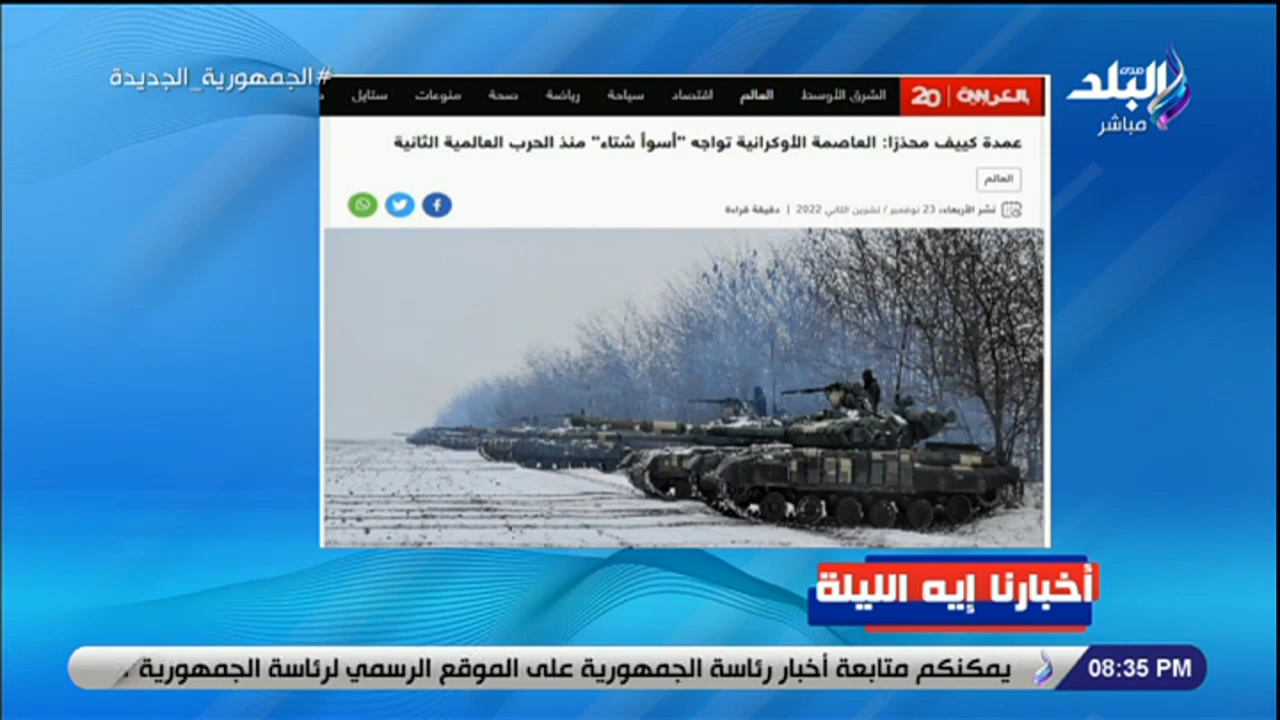 #الجمهورية_الجديدة
صدى البلد
مباشر
العربية 20
الشرق الأوسط العالم اقتصاد سياحة صحة رياضة منوعات ستايل
عمدة كييف محذرًا: العاصمة الأوكرانية تواجه "أسوأ شتاء" منذ الحرب العالمية الثانية
العالم
نشر الأربعاء، 23 نوفمبر / تشرين الثاني 2022 | دقيقة قراءة
أخبارنا إيه الليلة
08:35 PM
يمكنكم متابعة أخبار رئاسة الجمهورية على الموقع الرسمي لرئاسة الجمهورية